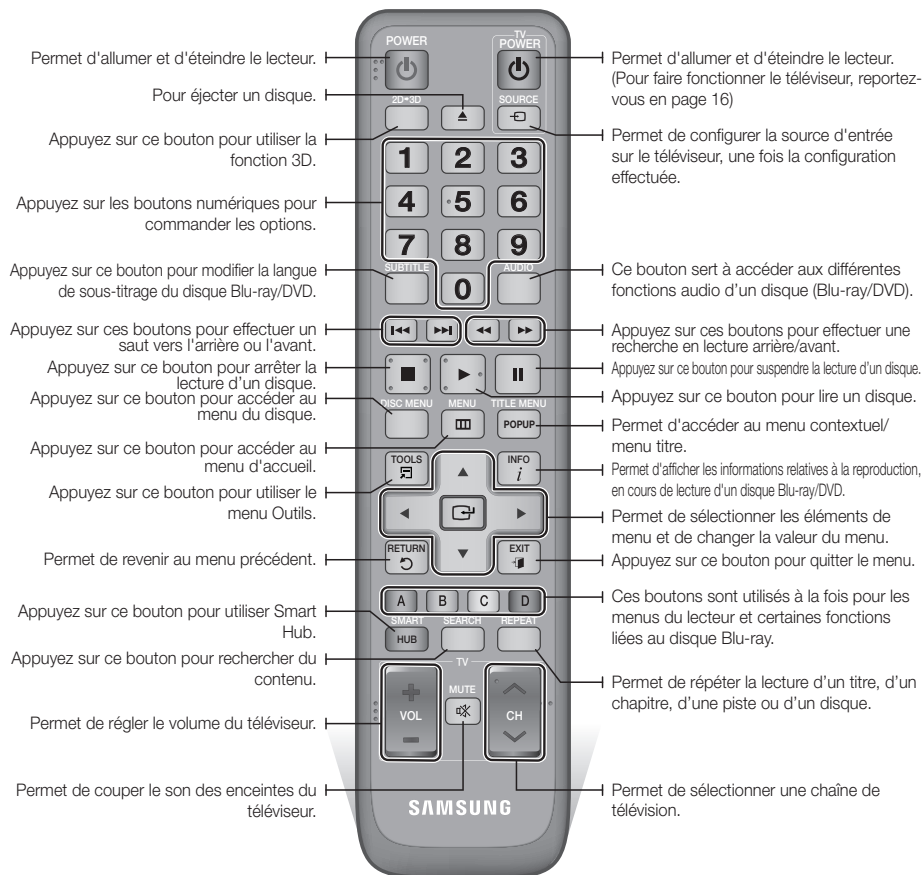 Permet d'allumer et d'éteindre le lecteur.
Pour éjecter un disque.
Appuyez sur ce bouton pour utiliser la
fonction 3D.
Appuyez sur les boutons numériques pour
commander les options.
Appuyez sur ce bouton pour modifier la langue
de sous-titrage du disque Blu-ray/DVD.
Appuyez sur ces boutons pour effectuer un
saut vers l'arrière ou l'avant.
Appuyez sur ce bouton pour arrêter la
lecture d'un disque.
Appuyez sur ce bouton pour accéder au
menu du disque.
Appuyez sur ce bouton pour accéder au
menu d'accueil.
Appuyez sur ce bouton pour utiliser le
menu Outils.
Permet de revenir au menu précédent.
Appuyez sur ce bouton pour utiliser Smart
Hub.
Appuyez sur ce bouton pour rechercher du
contenu.
Permet de régler le volume du téléviseur.
Permet de couper le son des enceintes du
téléviseur.
POWER
TV
POWER
2D→3D
SOURCE
1 2 3
4 5 6
7 8 9
SUBTITLE
0
AUDIO
DISC MENU
MENU
TITLE MENU
POPUP
TOOLS
INFO
i
RETURN
EXIT
A B C D
SMART
HUB
SEARCH
REPEAT
TV
VOL
MUTE
CH
SAMSUNG
Permet d'allumer et d'éteindre le lecteur.
(Pour faire fonctionner le téléviseur, reportez-
vous en page 16)
Permet de configurer la source d'entrée
sur le téléviseur, une fois la configuration
effectuée.
Ce bouton sert à accéder aux différentes
fonctions audio d'un disque (Blu-ray/DVD).
Appuyez sur ces boutons pour effectuer une
recherche en lecture arrière/avant.
Appuyez sur ce bouton pour suspendre la lecture d'un disque.
Appuyez sur ce bouton pour lire un disque.
Permet d'accéder au menu contextuel/
menu titre.
Permet d'afficher les informations relatives à la reproduction,
en cours de lecture d'un disque Blu-ray/DVD.
Permet de sélectionner les éléments de
menu et de changer la valeur du menu.
Appuyez sur ce bouton pour quitter le menu.
Ces boutons sont utilisés à la fois pour les
menus du lecteur et certaines fonctions
liées au disque Blu-ray.
Permet de répéter la lecture d'un titre, d'un
chapitre, d'une piste ou d'un disque.
Permet de sélectionner une chaîne de
télévision.